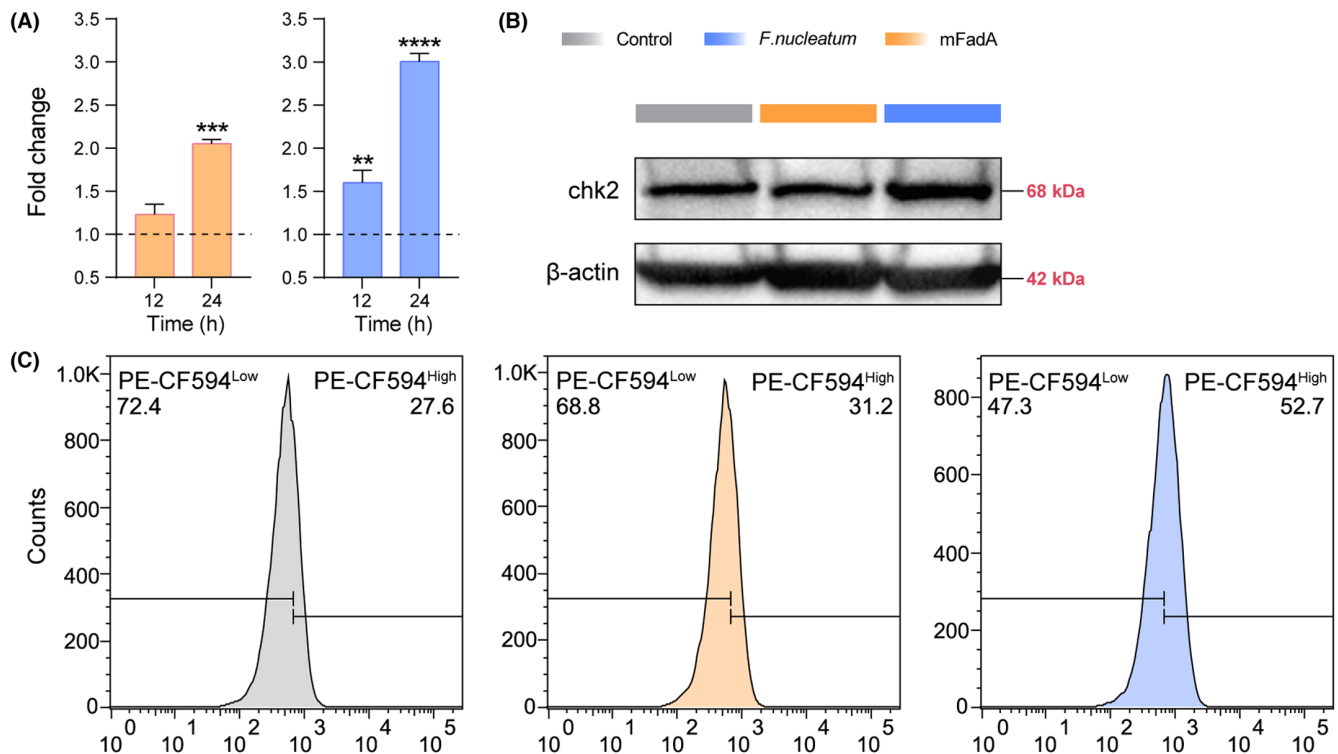 (A)
3.5
3.0
2.5
2.0
1.5
1.0
0.5
Fold change
***
12
24
Time (h)
3.5
3.0
2.5
2.0
1.5
1.0
0.5
**
****
12
24
Time (h)
(B)
Control
F.nucleatum
mFadA
chk2
68 kDa
β-actin
42 kDa
(C)
Counts
1.0K
800
600
400
200
0
PE-CF594Low
72.4
PE-CF594High
27.6
10 0
10 1
10 2
10 3
10 4
10 5
1.0K
800
600
400
200
0
PE-CF594Low
68.8
PE-CF594High
31.2
10 0
10 1
10 2
10 3
10 4
10 5
800
600
400
200
0
PE-CF594Low
47.3
PE-CF594High
52.7
10 0
10 1
10 2
10 3
10 4
10 5